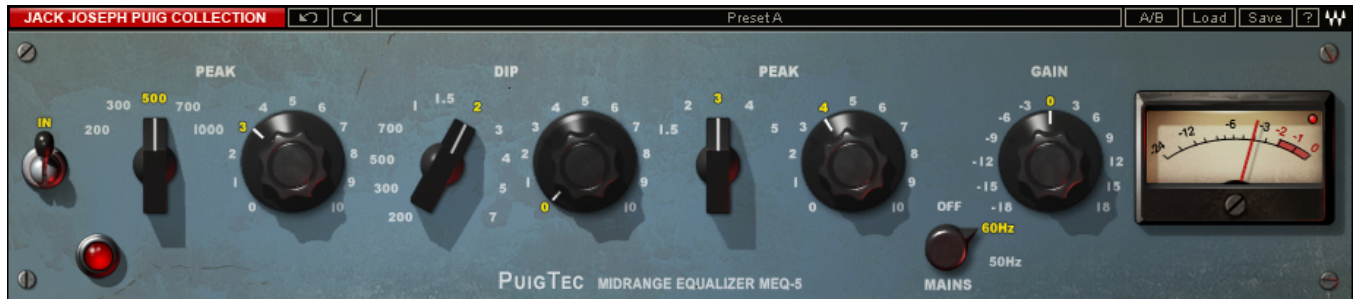 JACK JOSEPH PUIG COLLECTION Preset A A/B Load Save ?
PEAK DIP PEAK GAIN
IN 200 300 500 700 1000
0 1 2 3 4 5 6 7 8 9 10
200 300 500 700 1 1.5 2 3 4 5 7
0 1 2 3 4 5 6 7 8 9 10
1.5 2 3 4 5
0 1 2 3 4 5 6 7 8 9 10
-18 -15 -12 -9 -6 -3 0 3 6 9 12 15 18
-24 -12 -6 -3 -2 -1 0
OFF 60Hz 50Hz
MAINS
PUIGTEC MIDRANGE EQUALIZER MEQ-5